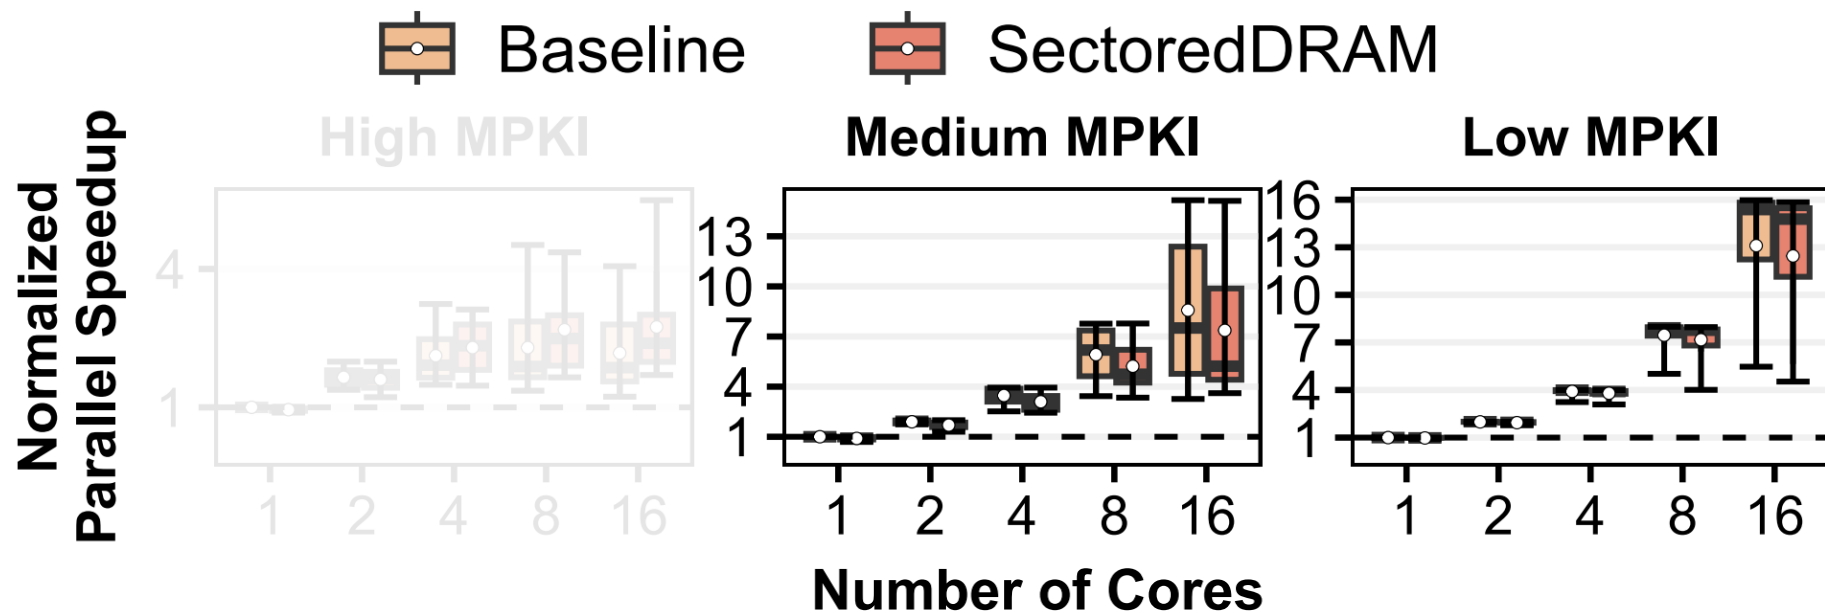 Baseline SectoredDRAM
High MPKI Medium MPKI Low MPKI
Normalized
Parallel Speedup
4
1
13
10
7
4
1
16
13
10
7
4
1
1 2 4 8 16 1 2 4 8 16 1 2 4 8 16
Number of Cores